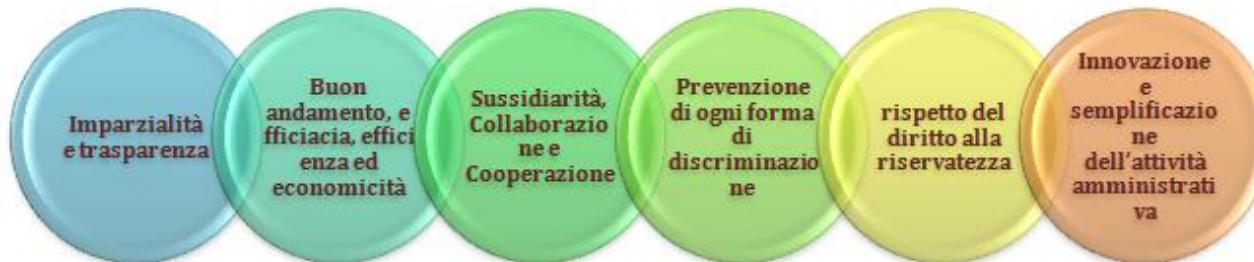 Imparzialità
e trasparenza
Buon
andamento, e
fficiacia, effici
enza ed
economicità
Sussidiarità,
Collaborazio
ne e
Cooperazione
Prevenzione
di ogni forma
di
discriminazio
ne
rispetto del
diritto alla
riservatezza
Innovazione
e
semplificazio
ne
dell'attività
amministrati
va